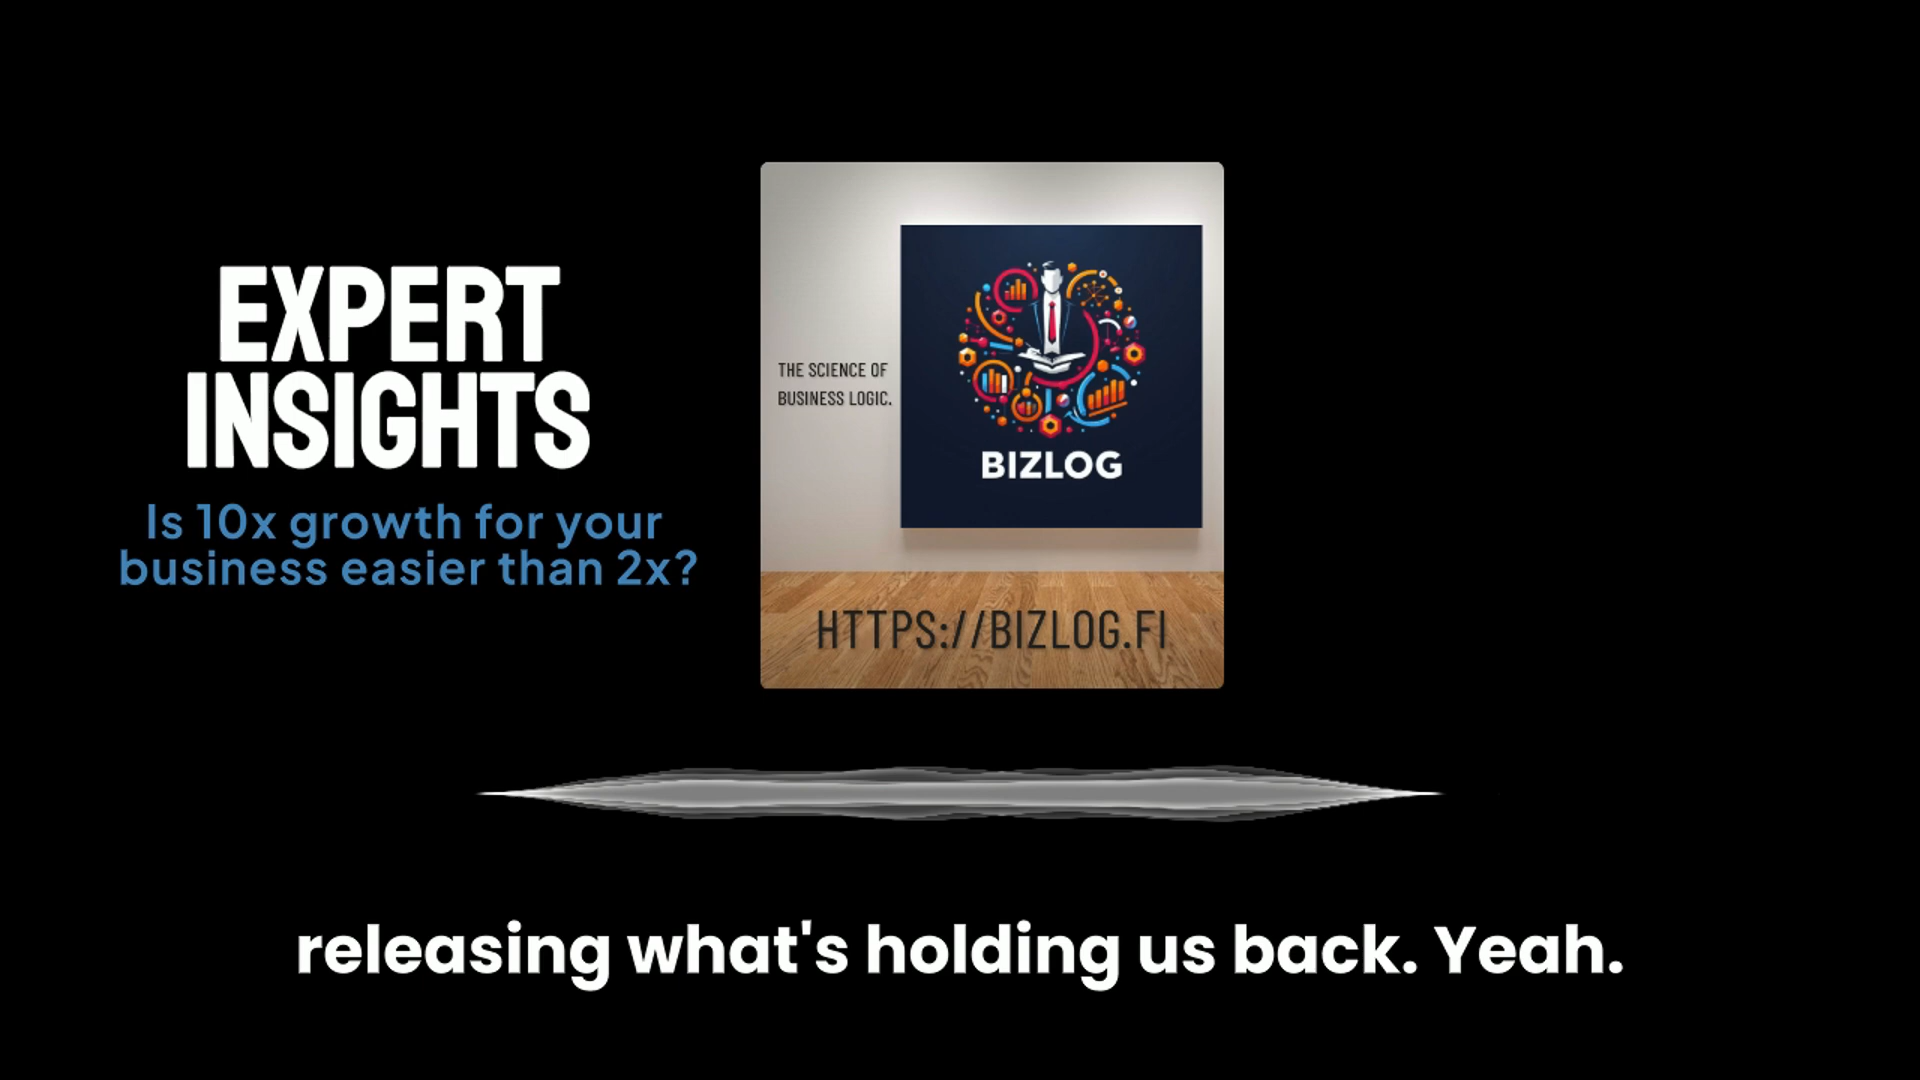 EXPERT
INSIGHTS
Is 10x growth for your
business easier than 2x?
THE SCIENCE OF
BUSINESS LOGIC.
BIZLOG
HTTPS://BIZLOG.FI
releasing what's holding us back. Yeah.